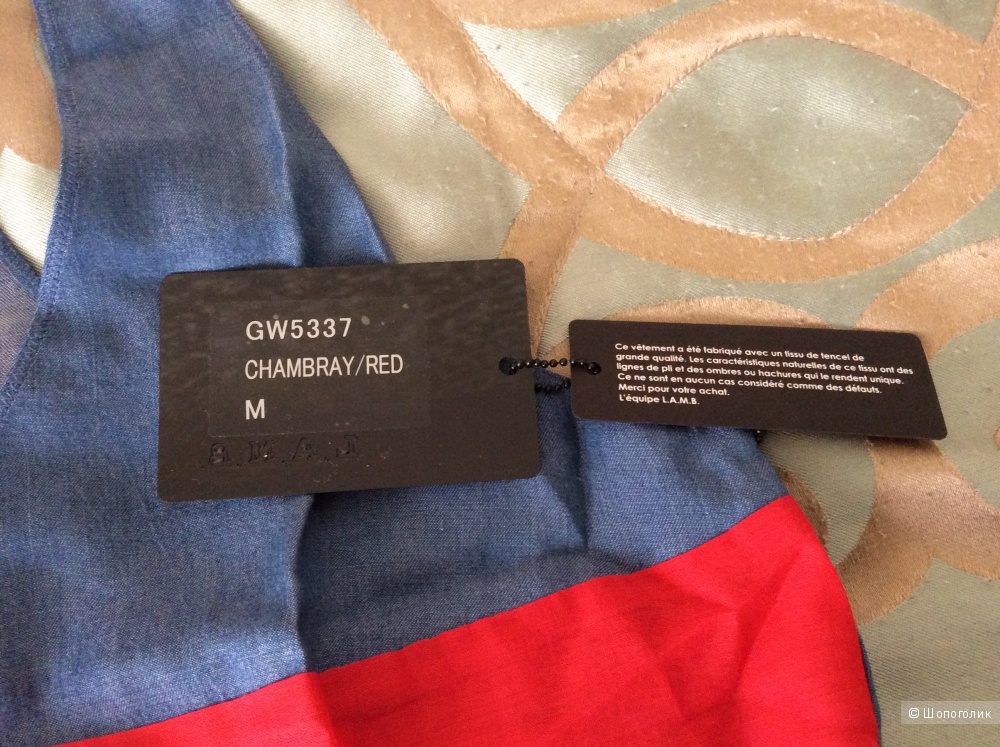 GW5337
CHAMBRAY/RED
M
L.A.M.B.
Ce vêtement a été fabriqué avec un tissu de tencel de
grande qualité. Les caractéristiques naturelles de ce tissu ont des
lignes de pli et des ombres ou hachures qui le rendent unique.
Ce ne sont en aucun cas considéré comme des défauts.
Merci pour votre achat.
L'équipe L.A.M.B.
© Шопоголик